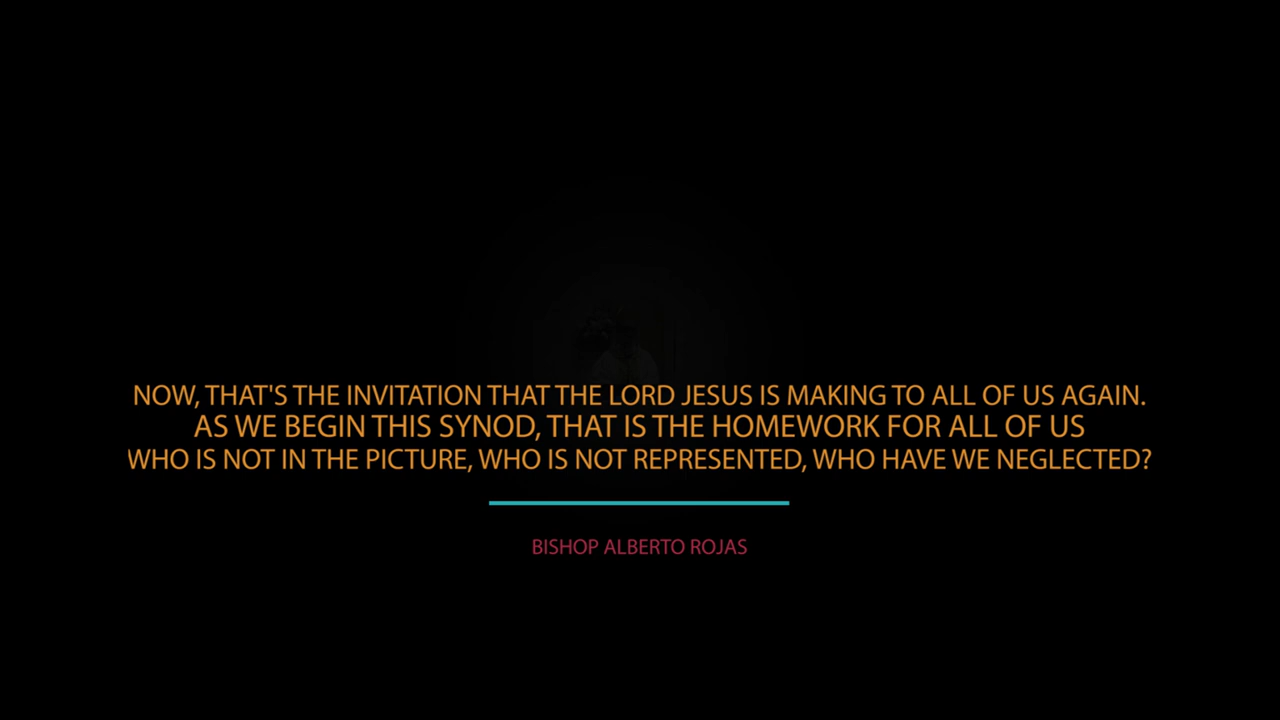 NOW, THAT'S THE INVITATION THAT THE LORD JESUS IS MAKING TO ALL OF US AGAIN.
AS WE BEGIN THIS SYNOD, THAT IS THE HOMEWORK FOR ALL OF US
WHO IS NOT IN THE PICTURE, WHO IS NOT REPRESENTED, WHO HAVE WE NEGLECTED?
BISHOP ALBERTO ROJAS